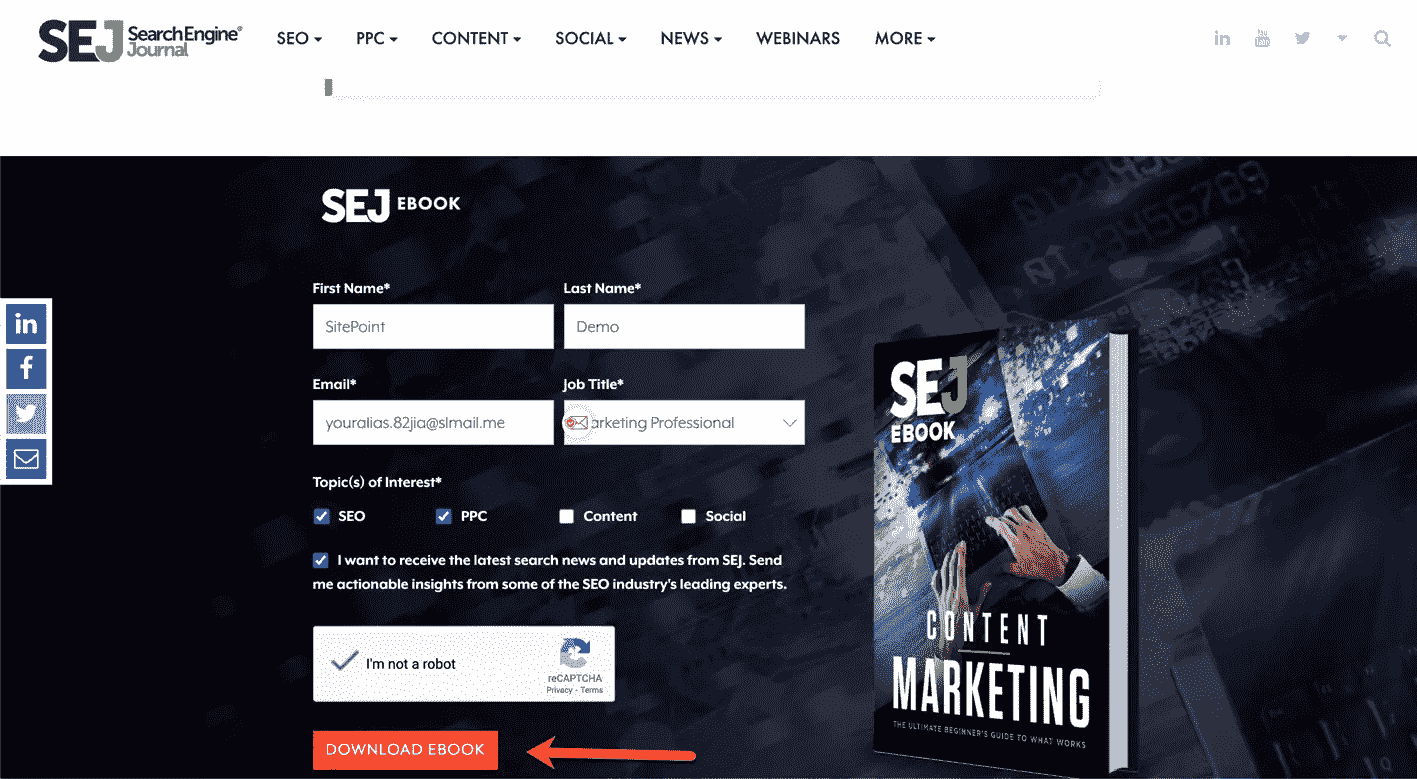 SEJ SearchEngine® Journal
SEO PPC CONTENT SOCIAL NEWS WEBINARS MORE
SEJ EBOOK
First Name* Last Name*
SitePoint Demo
Email* Job Title*
youralias.82jia@slmail.me arketing Professional
Topic(s) of Interest*
SEO PPC Content Social
I want to receive the latest search news and updates from SEJ. Send
me actionable insights from some of the SEO industry's leading experts.
I'm not a robot
reCAPTCHA
Privacy - Terms
DOWNLOAD EBOOK
SEJ
EBOOK
CONTENT
MARKETING
THE ULTIMATE BEGINNER'S GUIDE TO WHAT WORKS